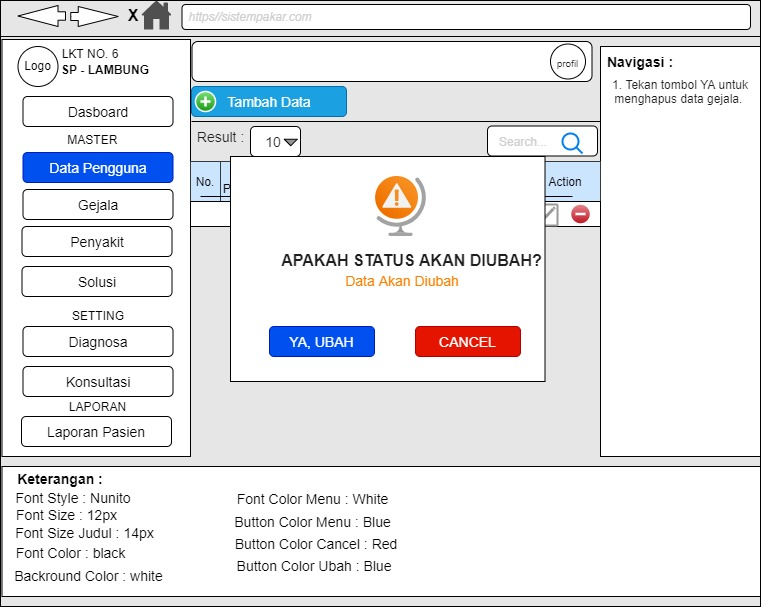 X
https//sistempakar.com
Logo
LKT NO. 6
SP - LAMBUNG
profil
Navigasi :
1. Tekan tombol YA untuk
menghapus data gejala.
Dasboard
MASTER
Data Pengguna
Gejala
Penyakit
Solusi
SETTING
Diagnosa
Konsultasi
LAPORAN
Laporan Pasien
Tambah Data
Result :
10
Search...
No.
P
Action
APAKAH STATUS AKAN DIUBAH?
Data Akan Diubah
YA, UBAH
CANCEL
Keterangan :
Font Style : Nunito
Font Size : 12px
Font Size Judul : 14px
Font Color : black
Backround Color : white
Font Color Menu : White
Button Color Menu : Blue
Button Color Cancel : Red
Button Color Ubah : Blue